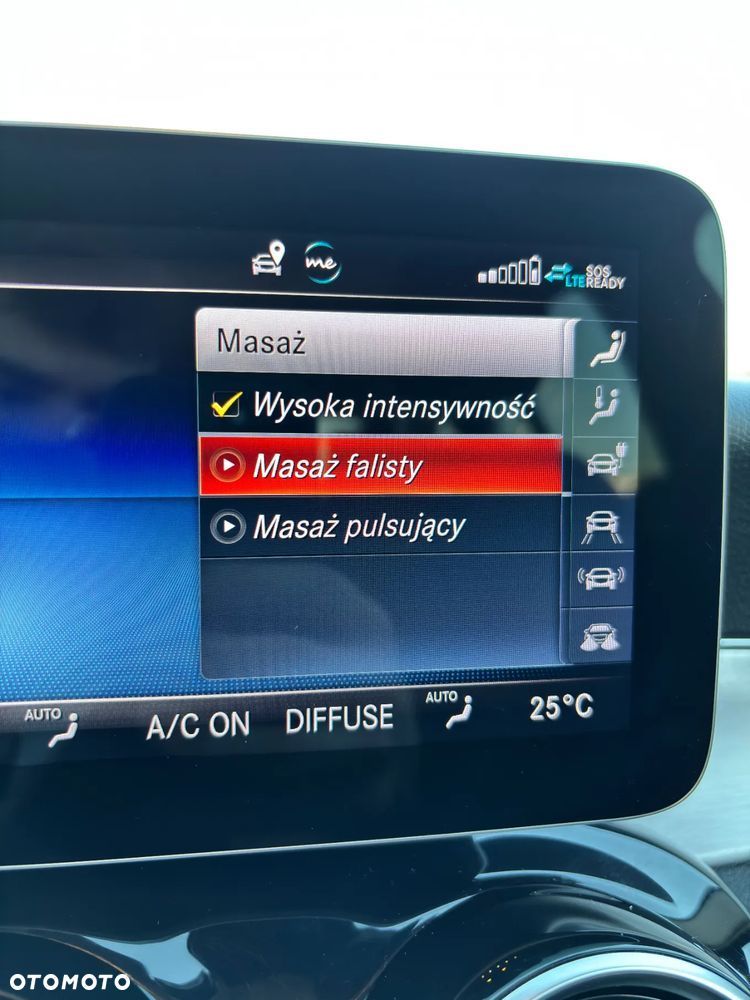 me
LTE
SOS
READY
Masaż
Wysoka intensywność
Masaż falisty
Masaż pulsujący
AUTO
A/C ON
DIFFUSE
AUTO
25°C
OTOMOTO